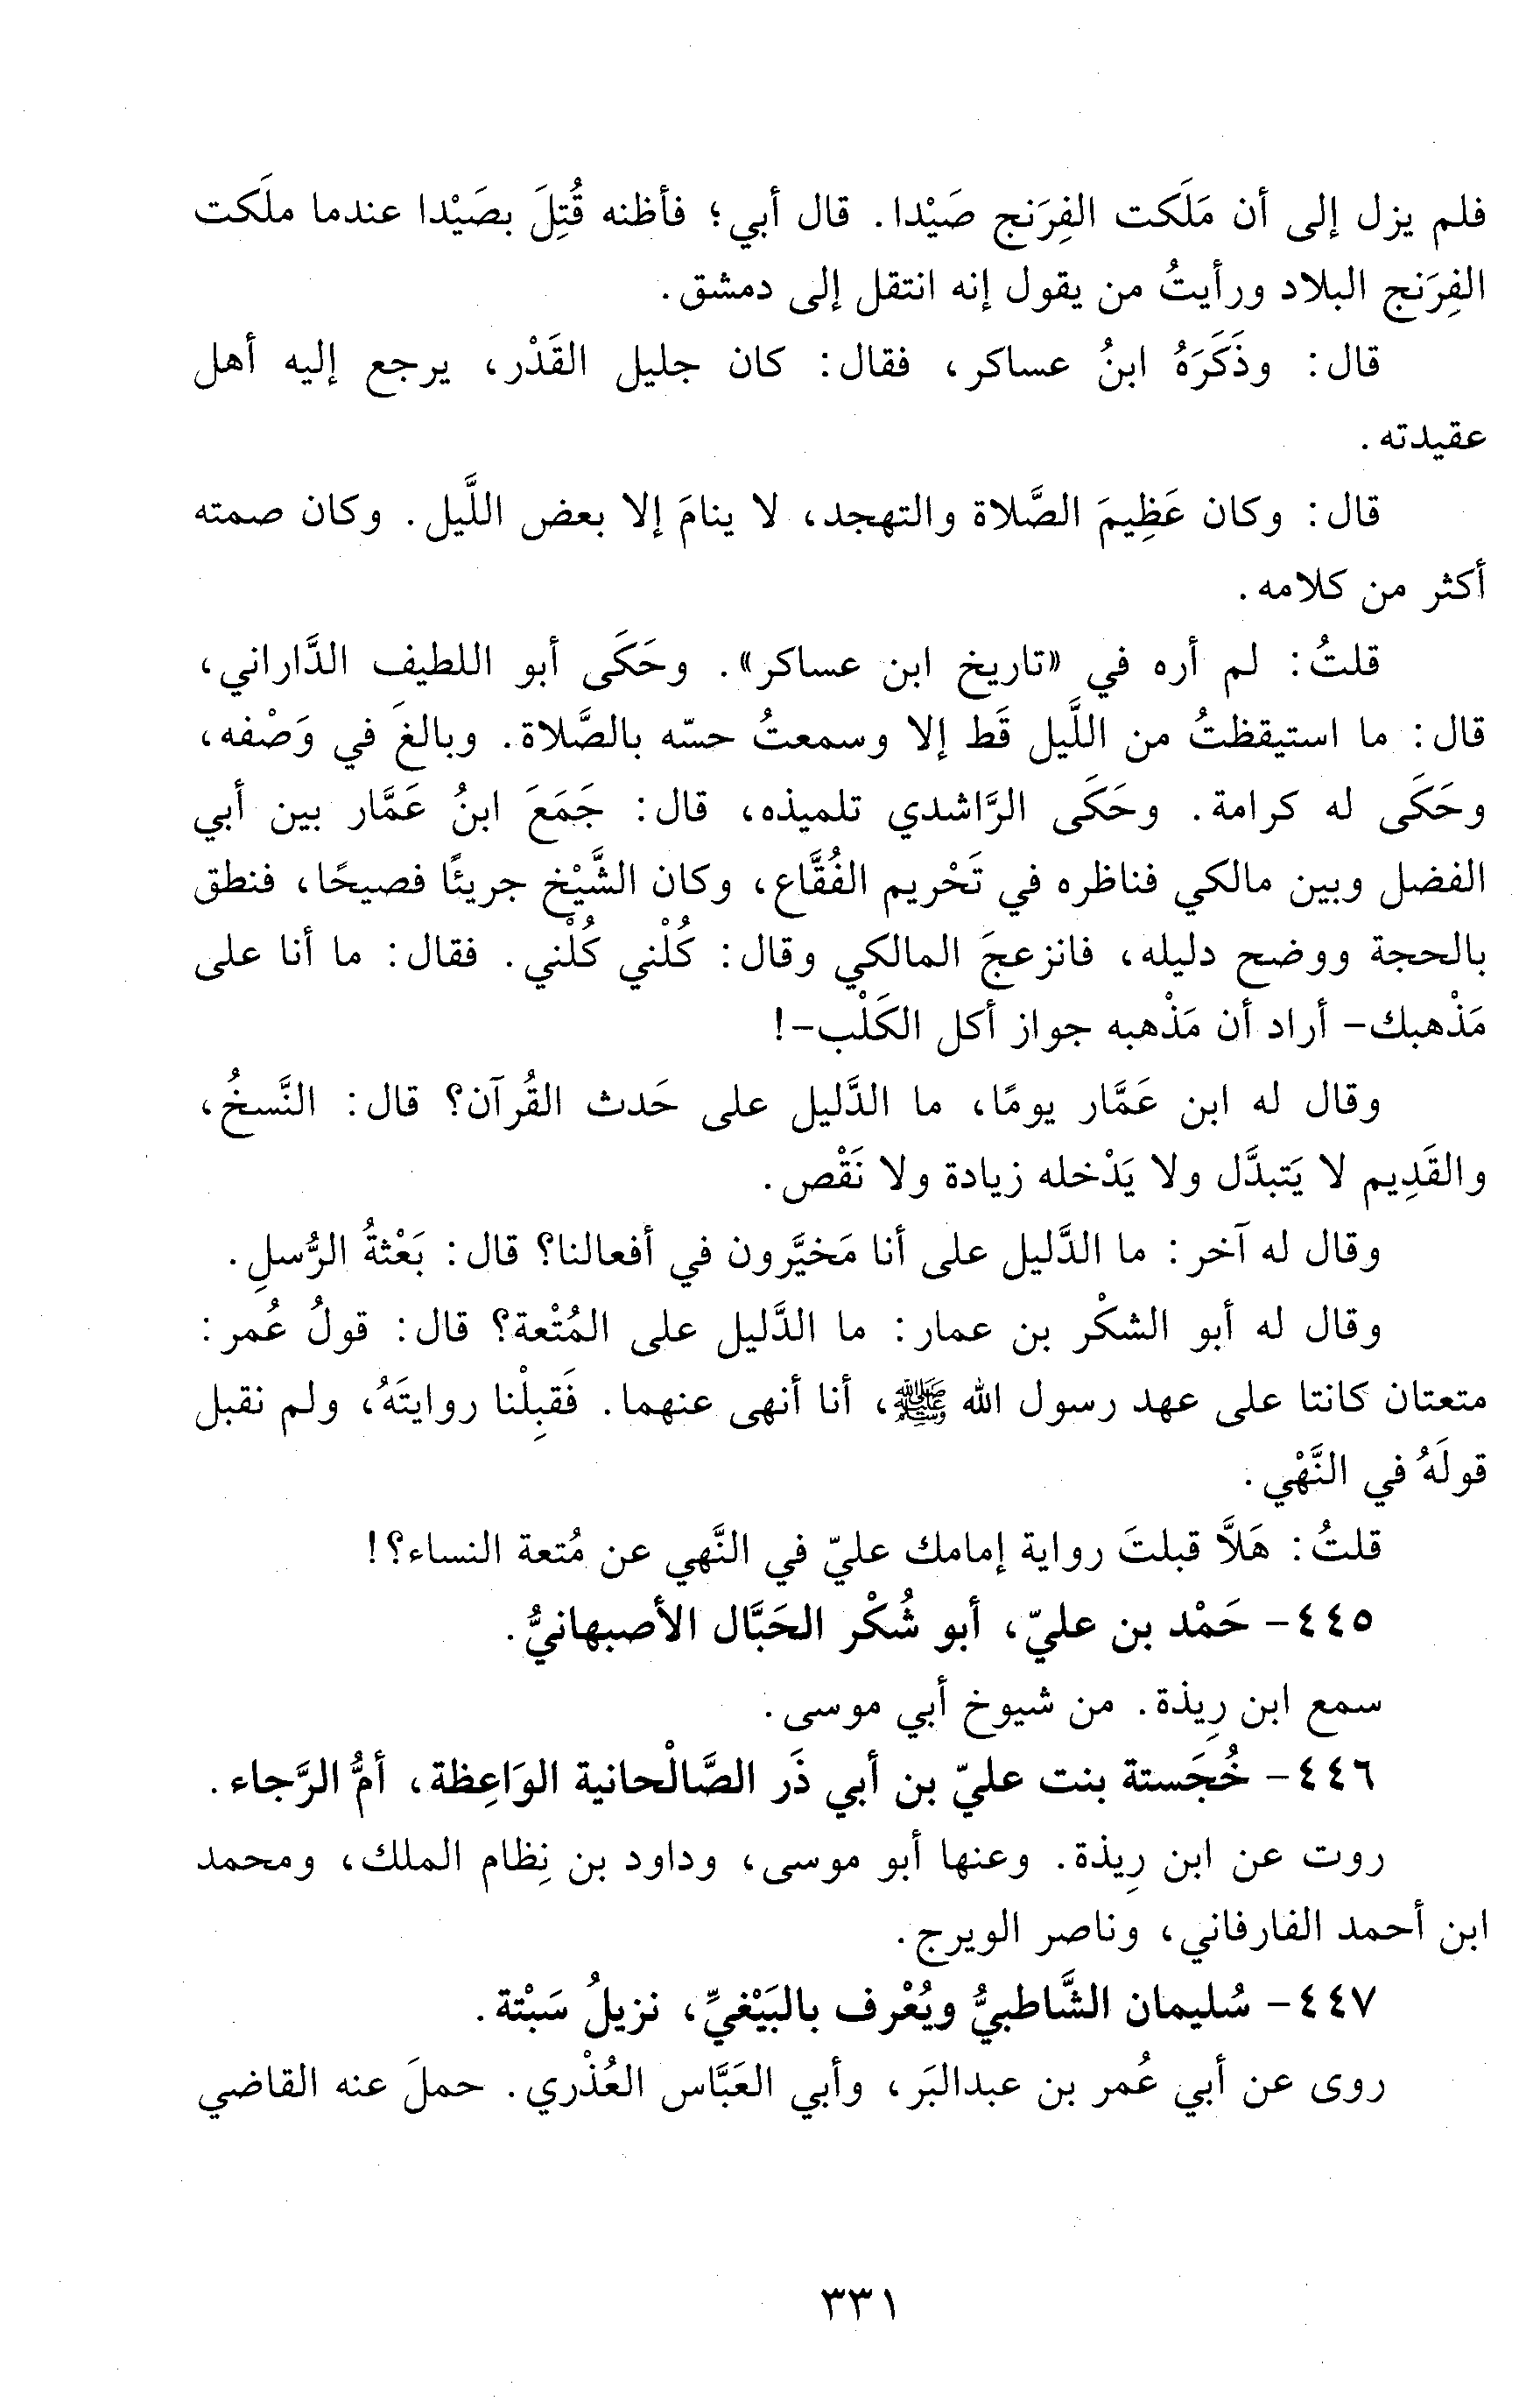 فلم يزل إلى أن مَلَكت الفِرَنج صَيْدا. قال أبي؛ فأظنه قُتِلَ بصَيْدا عندما ملَكت
الفِرَنج البلاد ورأيتُ من يقول إنه انتقل إلى دمشق.
قال: وذَكَرَهُ ابنُ عساكر، فقال: كان جليل القَدْر، يرجع إليه أهل
عقيدته.
قال: وكان عَظِيمَ الصَّلاة والتهجد، لا ينامَ إلا بعض اللَّيل. وكان صمته
أكثر من كلامه.
قلتُ: لم أره في «تاريخ ابن عساكر». وحَكَى أبو اللطيف الدَّاراني،
قال: ما استيقظتُ من اللَّيل قَط إلا وسمعتُ حسّه بالصَّلاة. وبالغَ في وَصْفه،
وحَكَى له كرامة. وحَكَى الرَّاشدي تلميذه، قال: جَمَعَ ابنُ عَمَّار بين أبي
الفضل وبين مالكي فناظره في تَحْريم الفُقَّاع، وكان الشَّيْخ جريئًا فصيحًا، فنطق
بالحجة ووضح دليله، فانزعجَ المالكي وقال: كُلْني كُلْني. فقال: ما أنا على
مَذْهبك- أراد أن مَذْهبه جواز أكل الكَلْب-!
وقال له ابن عَمَّار يومًا، ما الدَّليل على حَدث القُرآن؟ قال: النَّسخُ،
والقَدِيم لا يَتبدَّل ولا يَدْخله زيادة ولا نَقْص.
وقال له آخر: ما الدَّليل على أنا مَخيَّرون في أفعالنا؟ قال: بَعْثةُ الرُّسلِ.
وقال له أبو الشكْر بن عمار: ما الدَّليل على المُتْعة؟ قال: قولُ عُمر:
متعتان كانتا على عهد رسول الله ﷺ، أنا أنهى عنهما. فَقبِلْنا روايتَهُ، ولم نقبل
قولَهُ في النَّهْي.
قلتُ: هَلاَّ قبلتَ رواية إمامك عليّ في النَّهي عن مُتعة النساء؟!
٤٤٥- حَمْد بن عليّ، أبو شُكْر الحَبَّال الأصبهانيُّ.
سمع ابن رِيذة. من شيوخ أبي موسى.
٤٤٦- خُجَستة بنت عليّ بن أبي ذَر الصَّالْحانية الوَاعِظة، أمُّ الرَّجاء.
روت عن ابن رِيذة. وعنها أبو موسى، وداود بن نِظام الملك، ومحمد
ابن أحمد الفارفاني، وناصر الويرج.
٤٤٧- سُليمان الشَّاطبيُّ ويُعْرف بالبَيْغيِّ، نزيلُ سَبْتة.
روى عن أبي عُمر بن عبدالبَر، وأبي العَبَّاس العُذْري. حملَ عنه القاضي
٣٣١